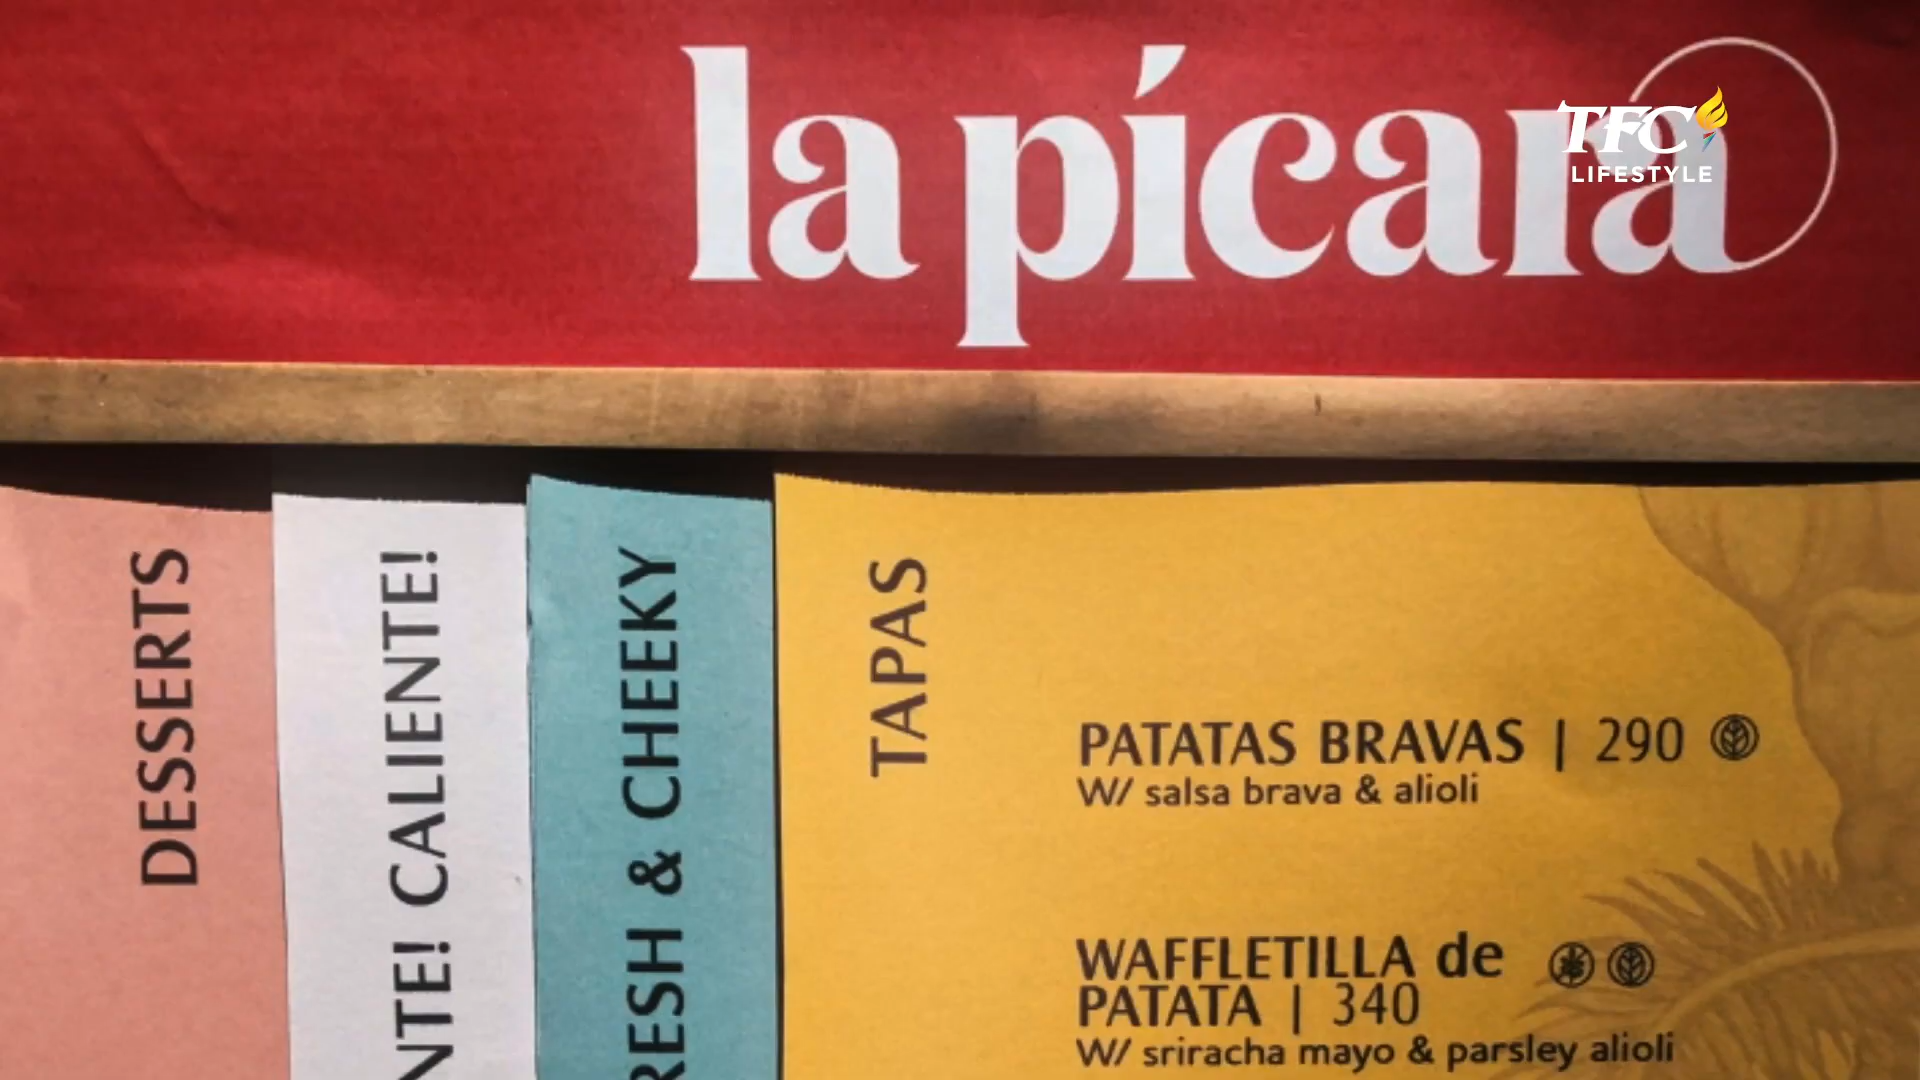 la pícara
TFC
LIFESTYLE
DESSERTS
NTE! CALIENTE!
RESH & CHEEKY
TAPAS
PATATAS BRAVAS | 290
W/ salsa brava & alioli
WAFFLETILLA de
PATATA | 340
W/ sriracha mayo & parsley alioli